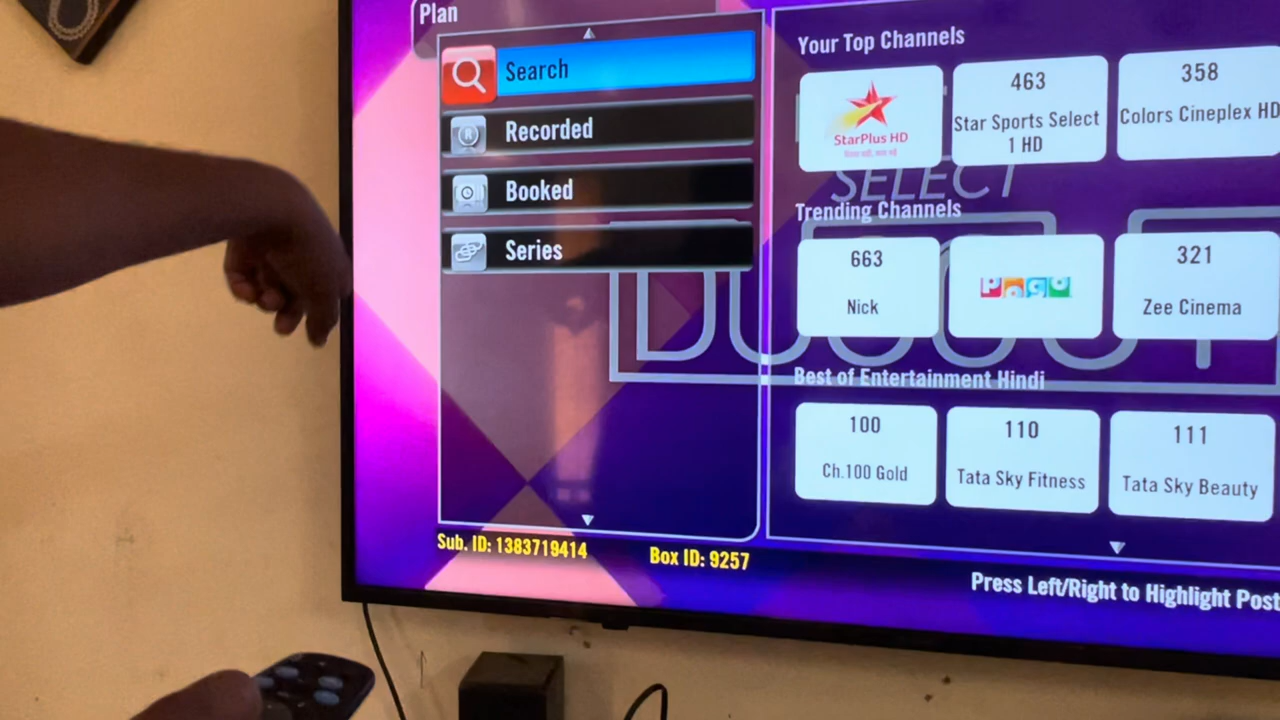 Plan
Search
Recorded
Booked
Series
Sub. ID: 1383719414
Box ID: 9257
Your Top Channels
StarPlus HD
463
Star Sports Select
1 HD
358
Colors Cineplex HD
SELECT
Trending Channels
663
Nick
Pogo
321
Zee Cinema
DUGOUT
Best of Entertainment Hindi
100
Ch.100 Gold
110
Tata Sky Fitness
111
Tata Sky Beauty
Press Left/Right to Highlight Post